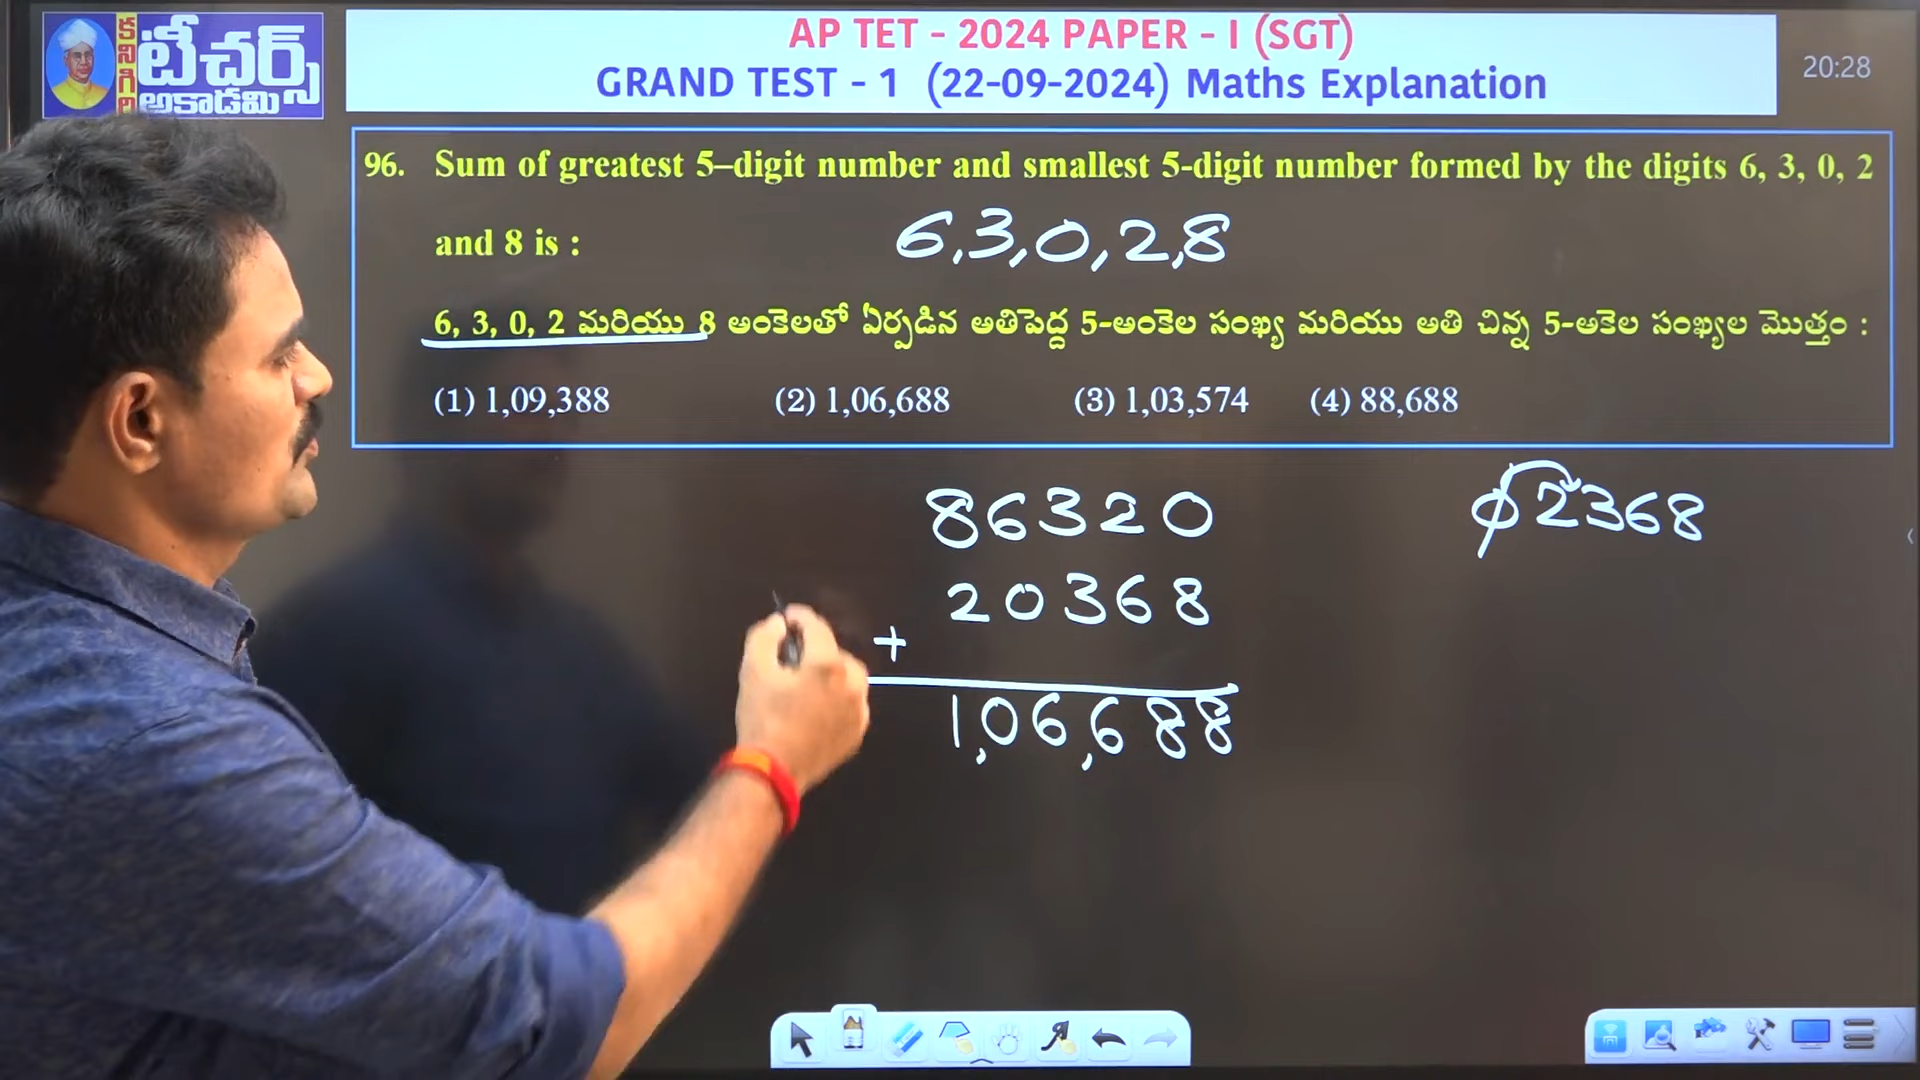 కనిగిరి
టీచర్స్
అకాడమి
AP TET - 2024 PAPER - I (SGT)
GRAND TEST - 1 (22-09-2024) Maths Explanation
20:28
96. Sum of greatest 5–digit number and smallest 5-digit number formed by the digits 6, 3, 0, 2
and 8 is :
6,3,0,2,8
6, 3, 0, 2 మరియు 8 అంకెలతో ఏర్పడిన అతిపెద్ద 5-అంకెల సంఖ్య మరియు అతి చిన్న 5-అకెల సంఖ్యల మొత్తం :
(1) 1,09,388 (2) 1,06,688 (3) 1,03,574 (4) 88,688
86320
02368
20368
+
1,06,688